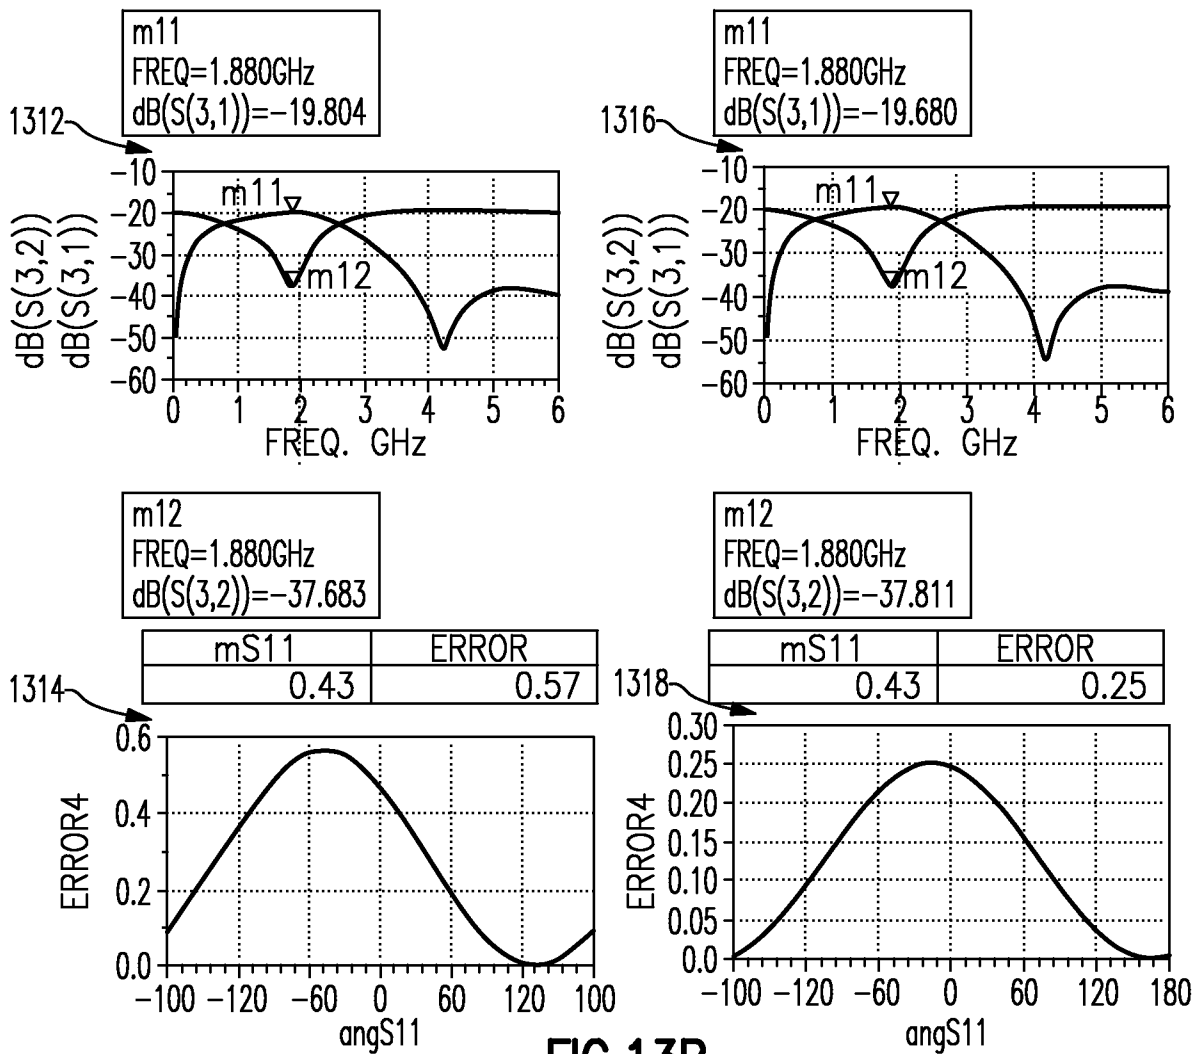 m11
FREQ=1.880GHz
dB(S(3,1))=-19.804
1312
dB(S(3,2))
dB(S(3,1))
-10
-20
-30
-40
-50
-60
m11
m12
0 1 2 3 4 5 6
FREQ. GHz
m11
FREQ=1.880GHz
dB(S(3,1))=-19.680
1316
dB(S(3,2))
dB(S(3,1))
-10
-20
-30
-40
-50
-60
m11
m12
0 1 2 3 4 5 6
FREQ. GHz
m12
FREQ=1.880GHz
dB(S(3,2))=-37.683
mS11 ERROR
0.43 0.57
1314
ERROR4
0.6
0.4
0.2
0.0
-100 -120 -60 0 60 120 100
angS11
m12
FREQ=1.880GHz
dB(S(3,2))=-37.811
mS11 ERROR
0.43 0.25
1318
ERROR4
0.30
0.25
0.20
0.15
0.10
0.05
0.0
-100 -120 -60 0 60 120 180
angS11